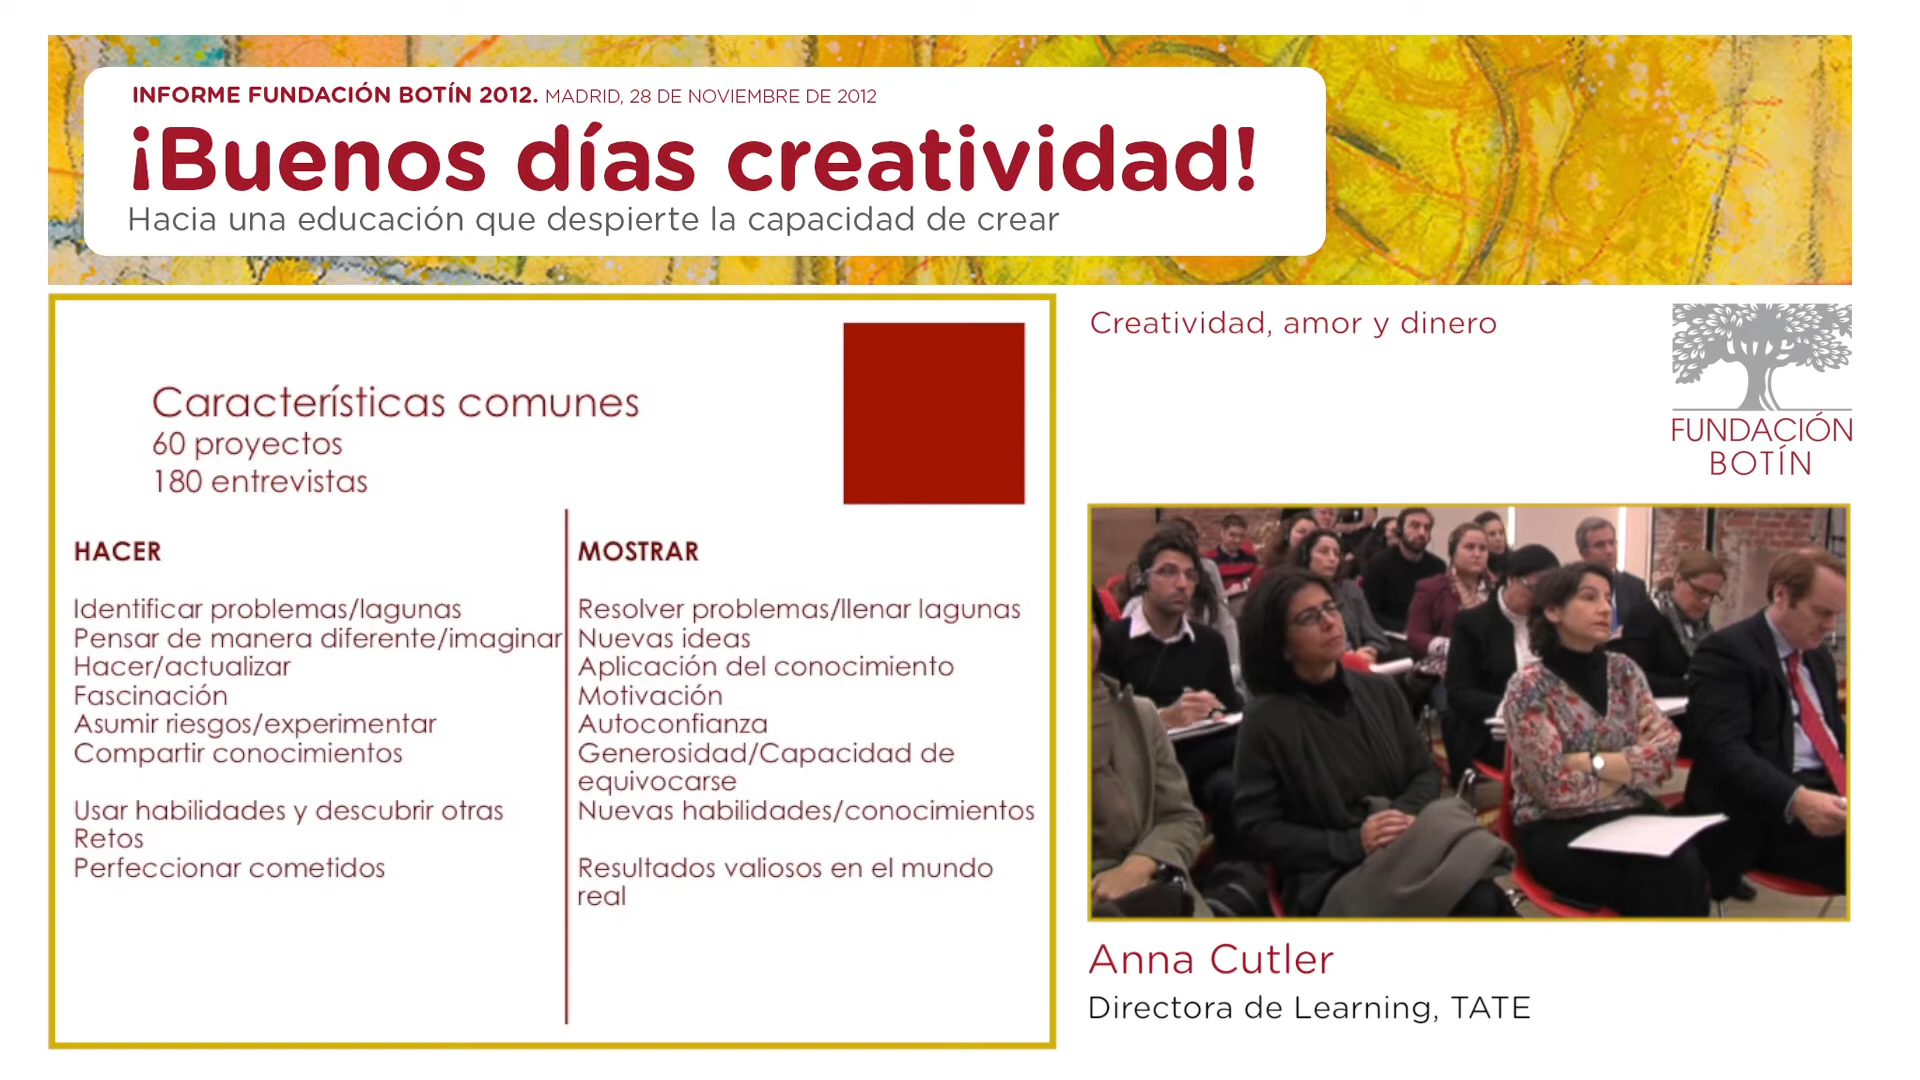 INFORME FUNDACIÓN BOTÍN 2012. MADRID, 28 DE NOVIEMBRE DE 2012
¡Buenos días creatividad!
Hacia una educación que despierte la capacidad de crear
Características comunes
60 proyectos
180 entrevistas
HACER
Identificar problemas/lagunas
Pensar de manera diferente/imaginar
Hacer/actualizar
Fascinación
Asumir riesgos/experimentar
Compartir conocimientos
Usar habilidades y descubrir otras
Retos
Perfeccionar cometidos
MOSTRAR
Resolver problemas/llenar lagunas
Nuevas ideas
Aplicación del conocimiento
Motivación
Autoconfianza
Generosidad/Capacidad de
equivocarse
Nuevas habilidades/conocimientos
Resultados valiosos en el mundo
real
Creatividad, amor y dinero
FUNDACIÓN
BOTÍN
Anna Cutler
Directora de Learning, TATE